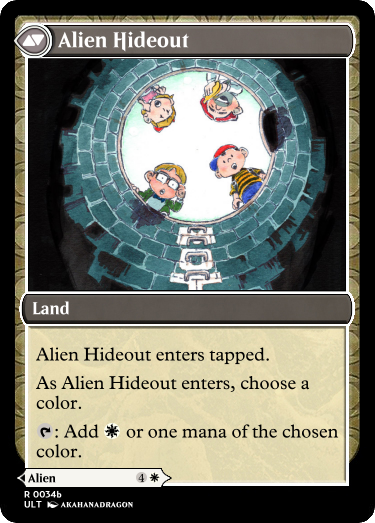 Alien Hideout
Land
Alien Hideout enters tapped.
As Alien Hideout enters, choose a
color.
: Add or one mana of the chosen
color.
Alien 4
R 0034b
ULT AKAHANADRAGON